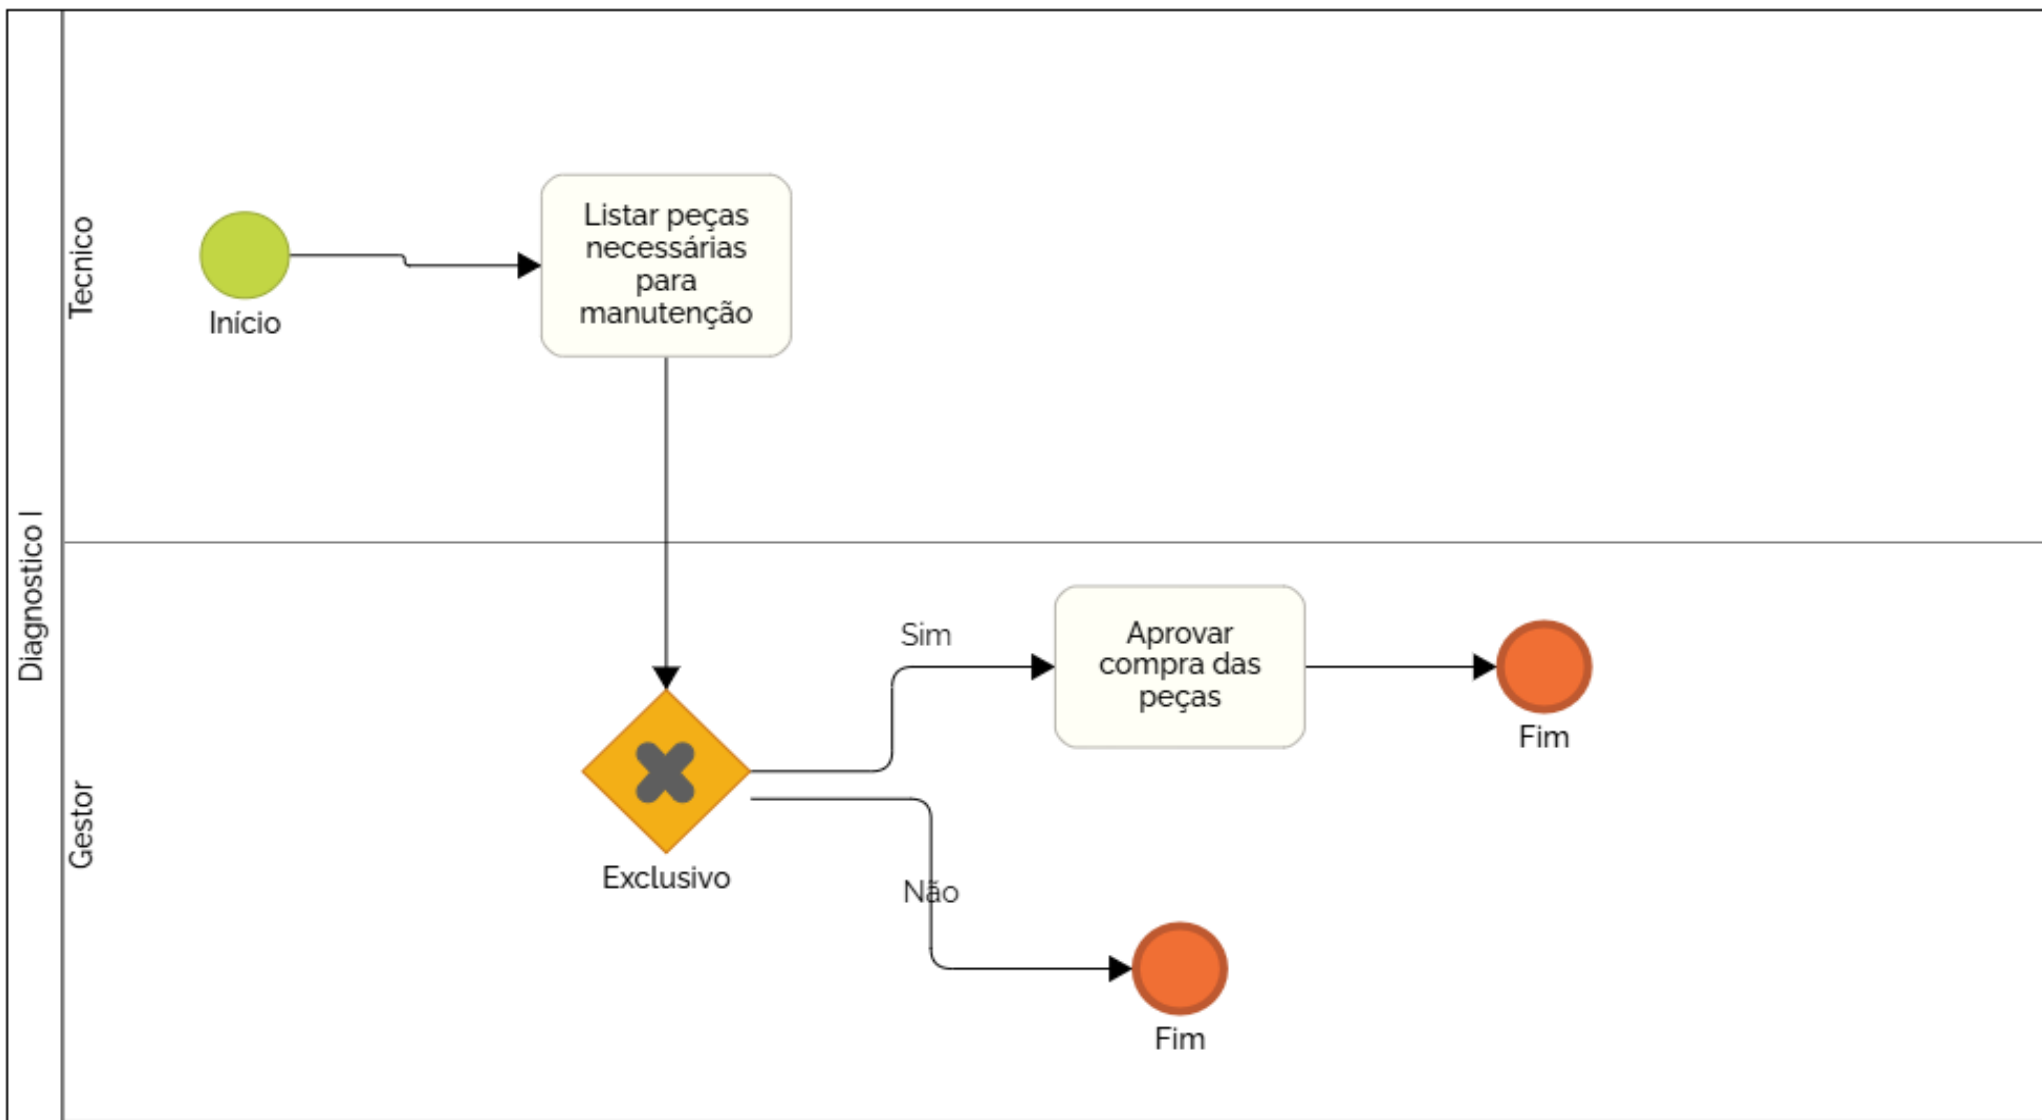 Diagnostico I
Tecnico
Início
Listar peças
necessárias
para
manutenção
Gestor
Exclusivo
Sim
Aprovar
compra das
peças
Fim
Não
Fim